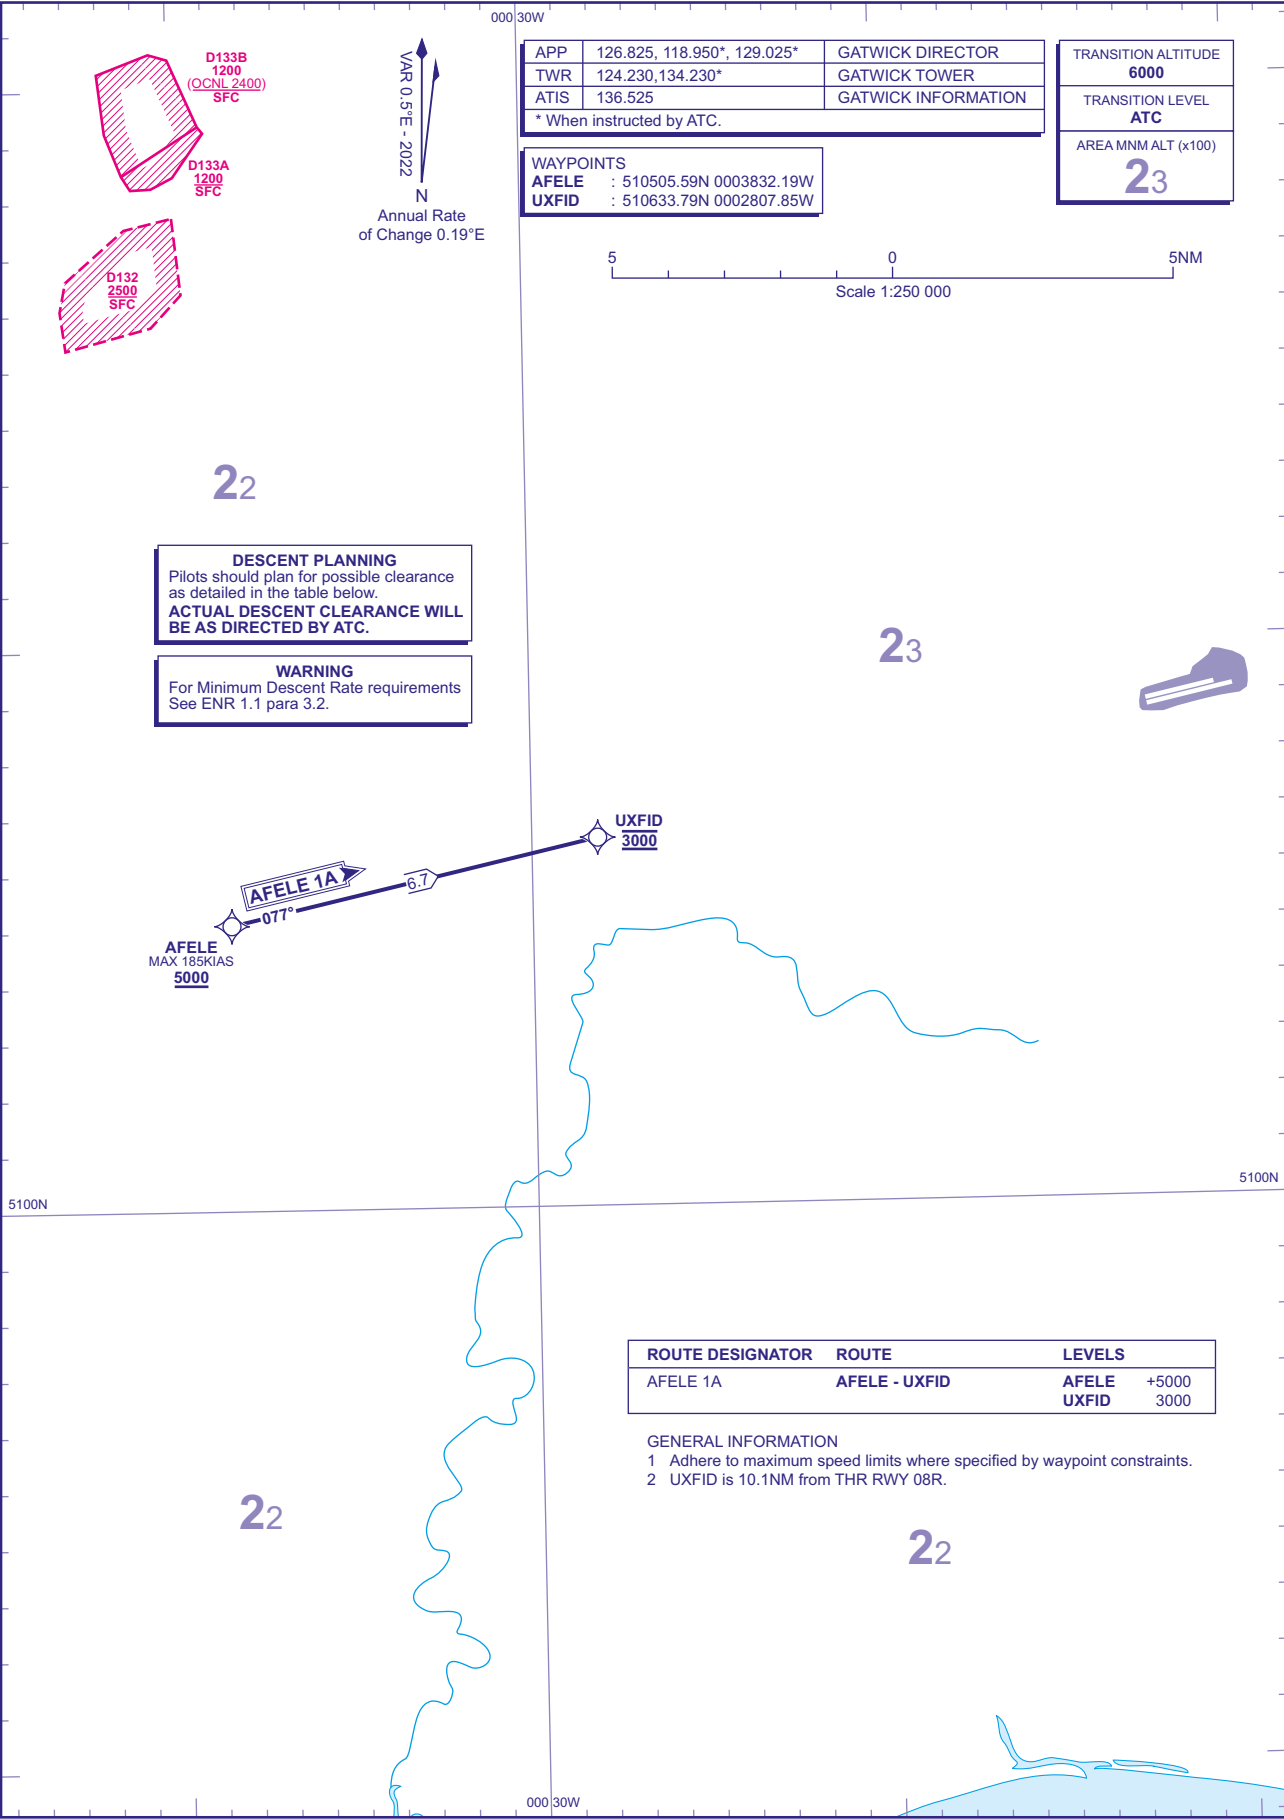 000 30W
D133B
1200
(OCNL 2400)
SFC
D133A
1200
SFC
D132
2500
SFC
VAR 0.5°E - 2022
N
Annual Rate
of Change 0.19°E
APP 126.825, 118.950*, 129.025* GATWICK DIRECTOR
TWR 124.230,134.230* GATWICK TOWER
ATIS 136.525 GATWICK INFORMATION
* When instructed by ATC.
TRANSITION ALTITUDE
6000
TRANSITION LEVEL
ATC
AREA MNM ALT (x100)
23
WAYPOINTS
AFELE : 510505.59N 0003832.19W
UXFID : 510633.79N 0002807.85W
5 0 5NM
Scale 1:250 000
22
DESCENT PLANNING
Pilots should plan for possible clearance
as detailed in the table below.
ACTUAL DESCENT CLEARANCE WILL
BE AS DIRECTED BY ATC.
23
WARNING
For Minimum Descent Rate requirements
See ENR 1.1 para 3.2.
UXFID
3000
AFELE 1A
6.7
077°
AFELE
MAX 185KIAS
5000
5100N
5100N
ROUTE DESIGNATOR ROUTE LEVELS
AFELE 1A AFELE - UXFID AFELE +5000
UXFID 3000
GENERAL INFORMATION
1 Adhere to maximum speed limits where specified by waypoint constraints.
2 UXFID is 10.1NM from THR RWY 08R.
22
22
000 30W